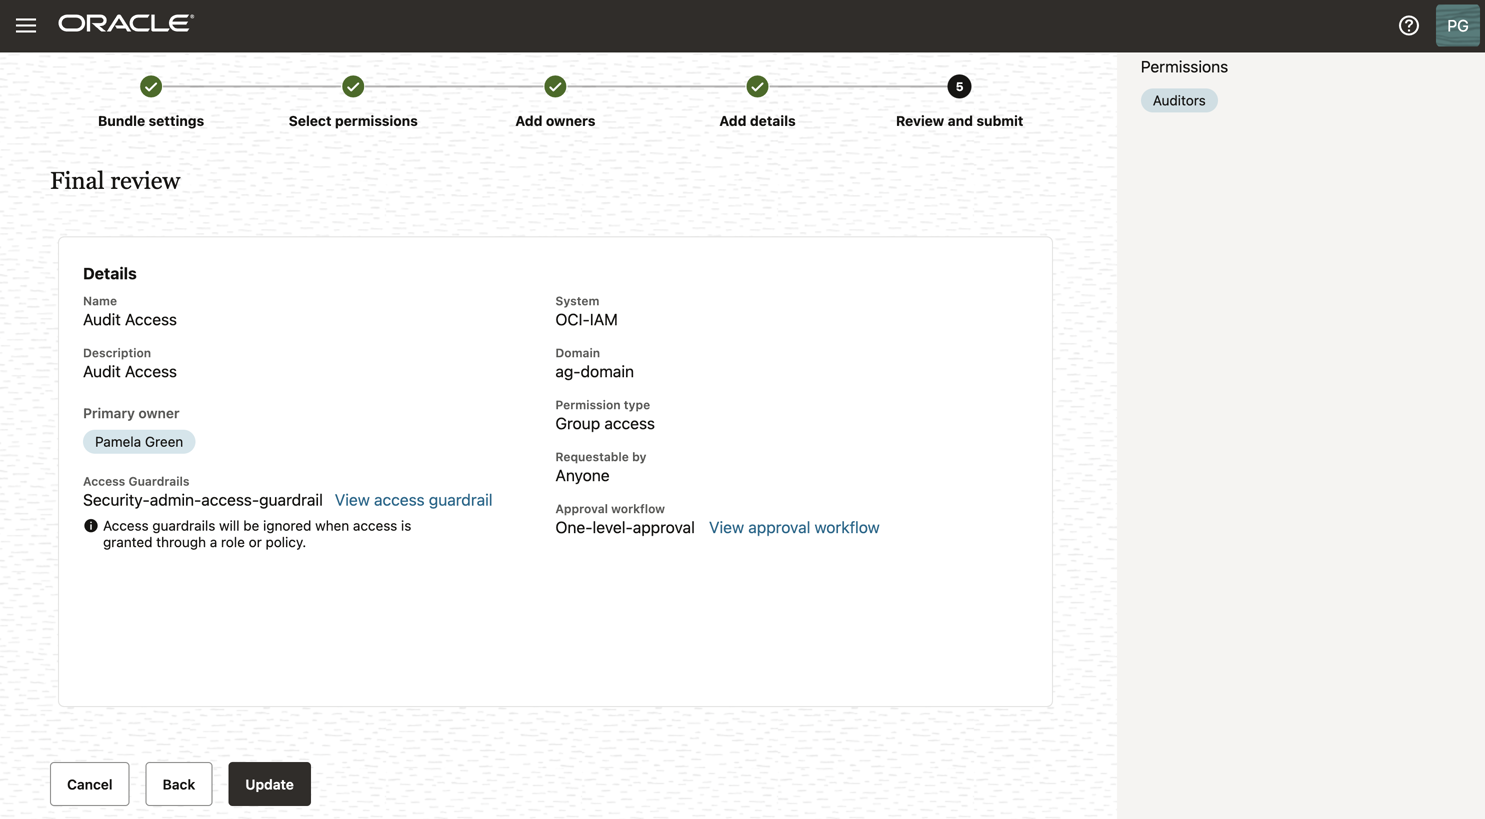 ORACLE
PG
Bundle settings
Select permissions
Add owners
Add details
5
Review and submit
Final review
Details
Name
Audit Access
Description
Audit Access
Primary owner
Pamela Green
Access Guardrails
Security-admin-access-guardrail View access guardrail
Access guardrails will be ignored when access is
granted through a role or policy.
System
OCI-IAM
Domain
ag-domain
Permission type
Group access
Requestable by
Anyone
Approval workflow
One-level-approval View approval workflow
Cancel
Back
Update
Permissions
Auditors